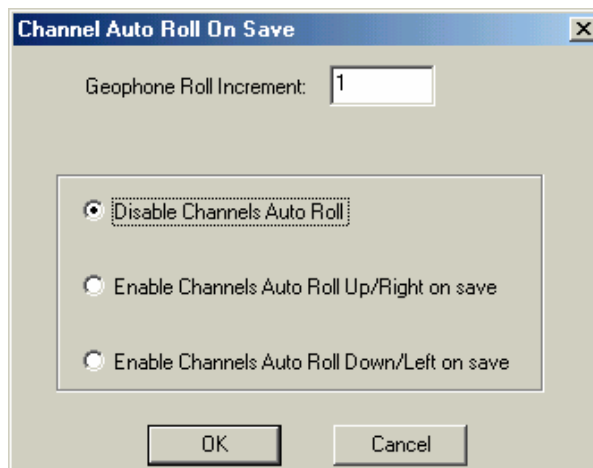 Channel Auto Roll On Save
Geophone Roll Increment: 1
Disable Channels Auto Roll
Enable Channels Auto Roll Up/Right on save
Enable Channels Auto Roll Down/Left on save
OK Cancel